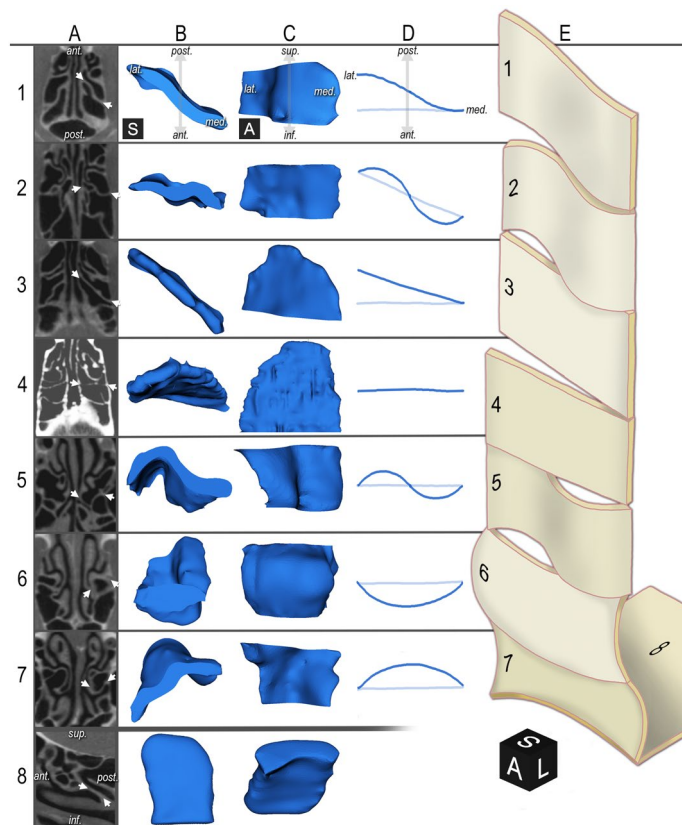 A B C D E
1
ant.
post.
post.
lat.
med.
S
ant.
sup.
lat.
med.
A
inf.
post.
lat.
med.
ant.
1
2
2
3
3
4
4
5
5
6
6
7
7
8
8
sup.
ant.
post.
inf.
S
A L